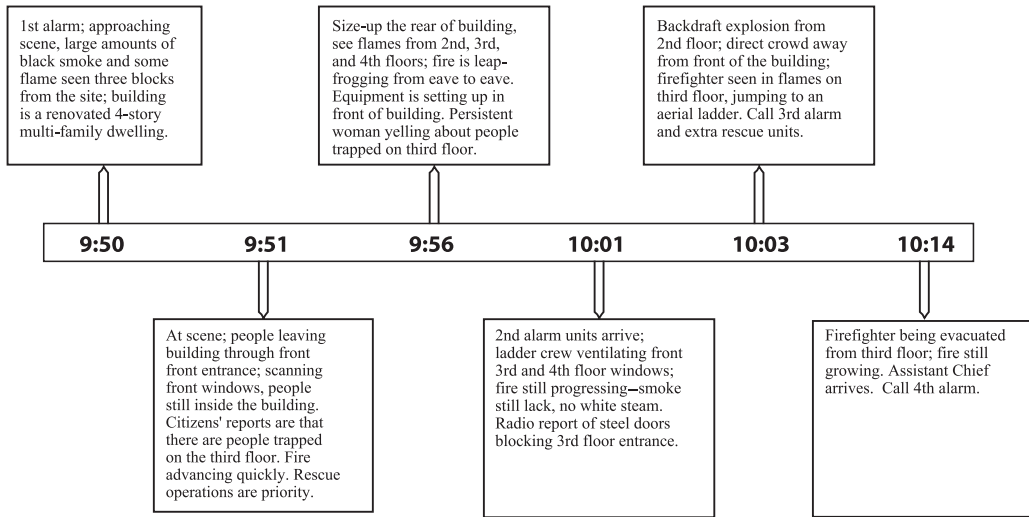 1st alarm; approaching
scene, large amounts of
black smoke and some
flame seen three blocks
from the site; building
is a renovated 4-story
multi-family dwelling.
Size-up the rear of building,
see flames from 2nd, 3rd,
and 4th floors; fire is leap-
frogging from eave to eave.
Equipment is setting up in
front of building. Persistent
woman yelling about people
trapped on third floor.
Backdraft explosion from
2nd floor; direct crowd away
from front of the building;
firefighter seen in flames on
third floor, jumping to an
aerial ladder. Call 3rd alarm
and extra rescue units.
9:50 9:51 9:56 10:01 10:03 10:14
At scene; people leaving
building through front
front entrance; scanning
front windows, people
still inside the building.
Citizens' reports are that
there are people trapped
on the third floor. Fire
advancing quickly. Rescue
operations are priority.
2nd alarm units arrive;
ladder crew ventilating front
3rd and 4th floor windows;
fire still progressing–smoke
still lack, no white steam.
Radio report of steel doors
blocking 3rd floor entrance.
Firefighter being evacuated
from third floor; fire still
growing. Assistant Chief
arrives.  Call 4th alarm.